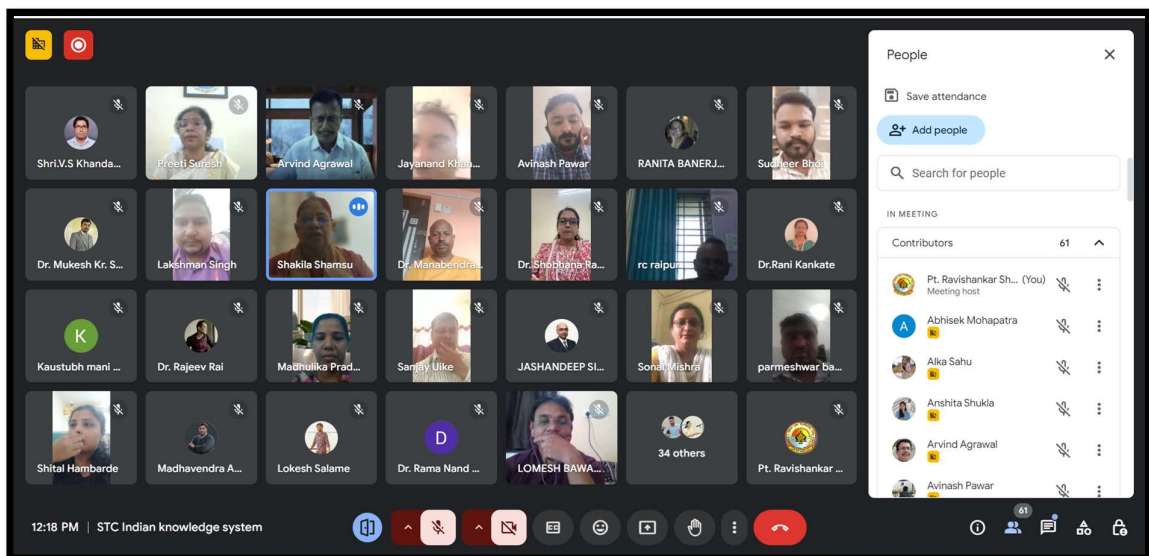 Shri.V.S Khanda...
Preeti Suresh
Arvind Agrawal
Jayanand Khan...
Avinash Pawar
RANITA BANERJ...
Sudheer Bhoi
Dr. Mukesh Kr. S...
Lakshman Singh
Shakila Shamsu
Dr. Manabendra...
Dr. Shobhana Ra...
rc raipur
Dr.Rani Kankate
K
Kaustubh mani ...
Dr. Rajeev Rai
Madhulika Prad...
Sanjay Uike
JASHANDEEP SI...
Sonal Mishra
parmeshwar ba...
Shital Hambarde
Madhavendra A...
Lokesh Salame
D
Dr. Rama Nand ...
LOMESH BAWA...
34 others
Pt. Ravishankar ...
12:18 PM | STC Indian knowledge system
CC
61
People
Save attendance
Add people
Search for people
IN MEETING
Contributors 61
Pt. Ravishankar Sh... (You)
Meeting host
A
Abhisek Mohapatra
Alka Sahu
Anshita Shukla
Arvind Agrawal
Avinash Pawar